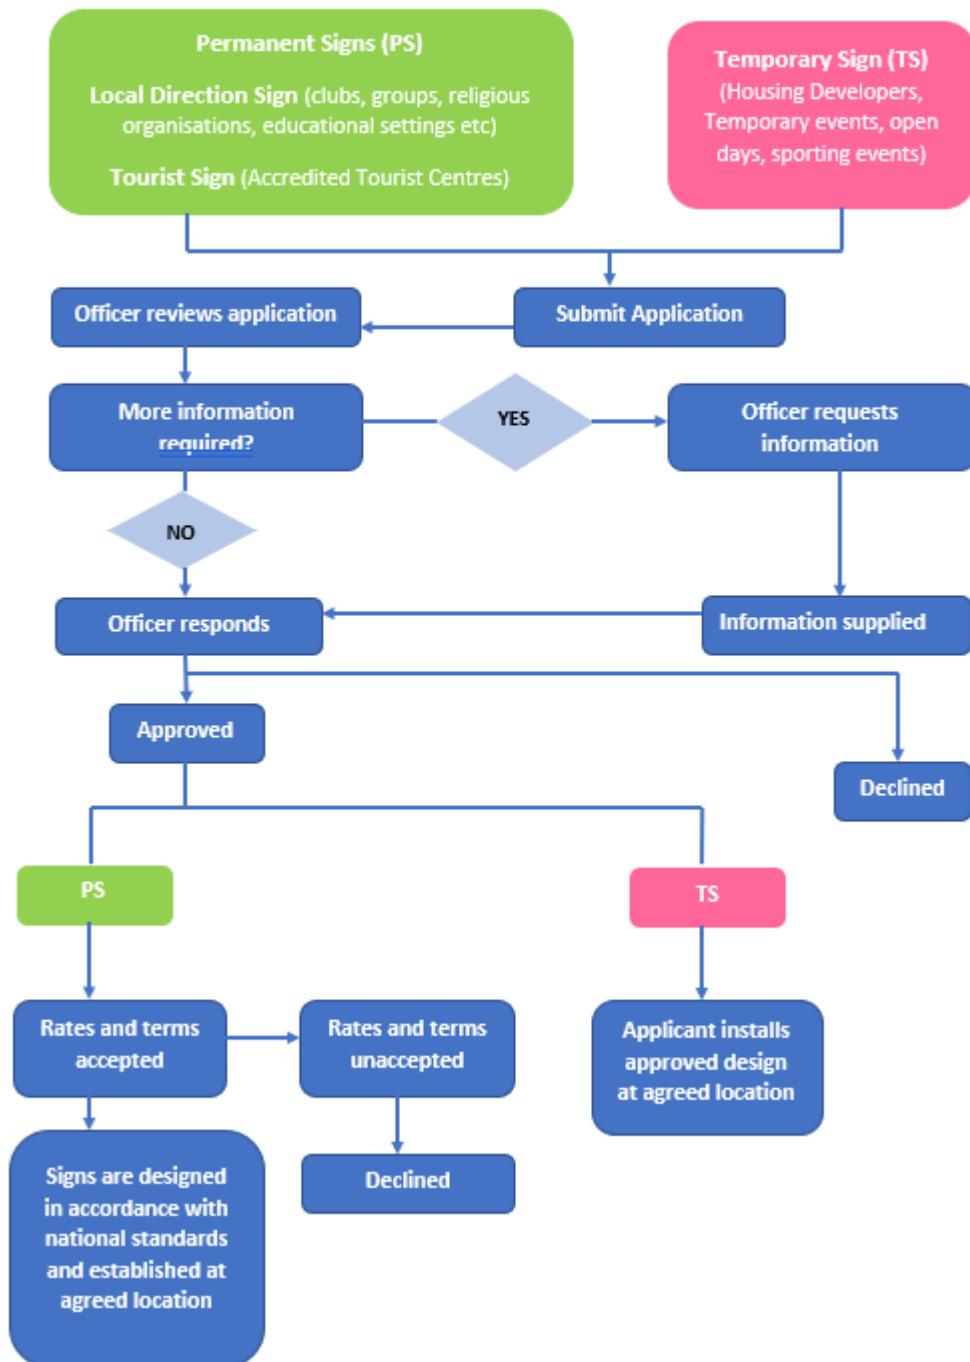 Permanent Signs (PS)
Local Direction Sign (clubs, groups, religious
organisations, educational settings etc)
Tourist Sign (Accredited Tourist Centres)
Temporary Sign (TS)
(Housing Developers,
Temporary events, open
days, sporting events)
Officer reviews application
Submit Application
More information
required?
YES
Officer requests
information
NO
Officer responds
Information supplied
Approved
Declined
PS
TS
Rates and terms
accepted
Rates and terms
unaccepted
Applicant installs
approved design
at agreed location
Signs are designed
in accordance with
national standards
and established at
agreed location
Declined